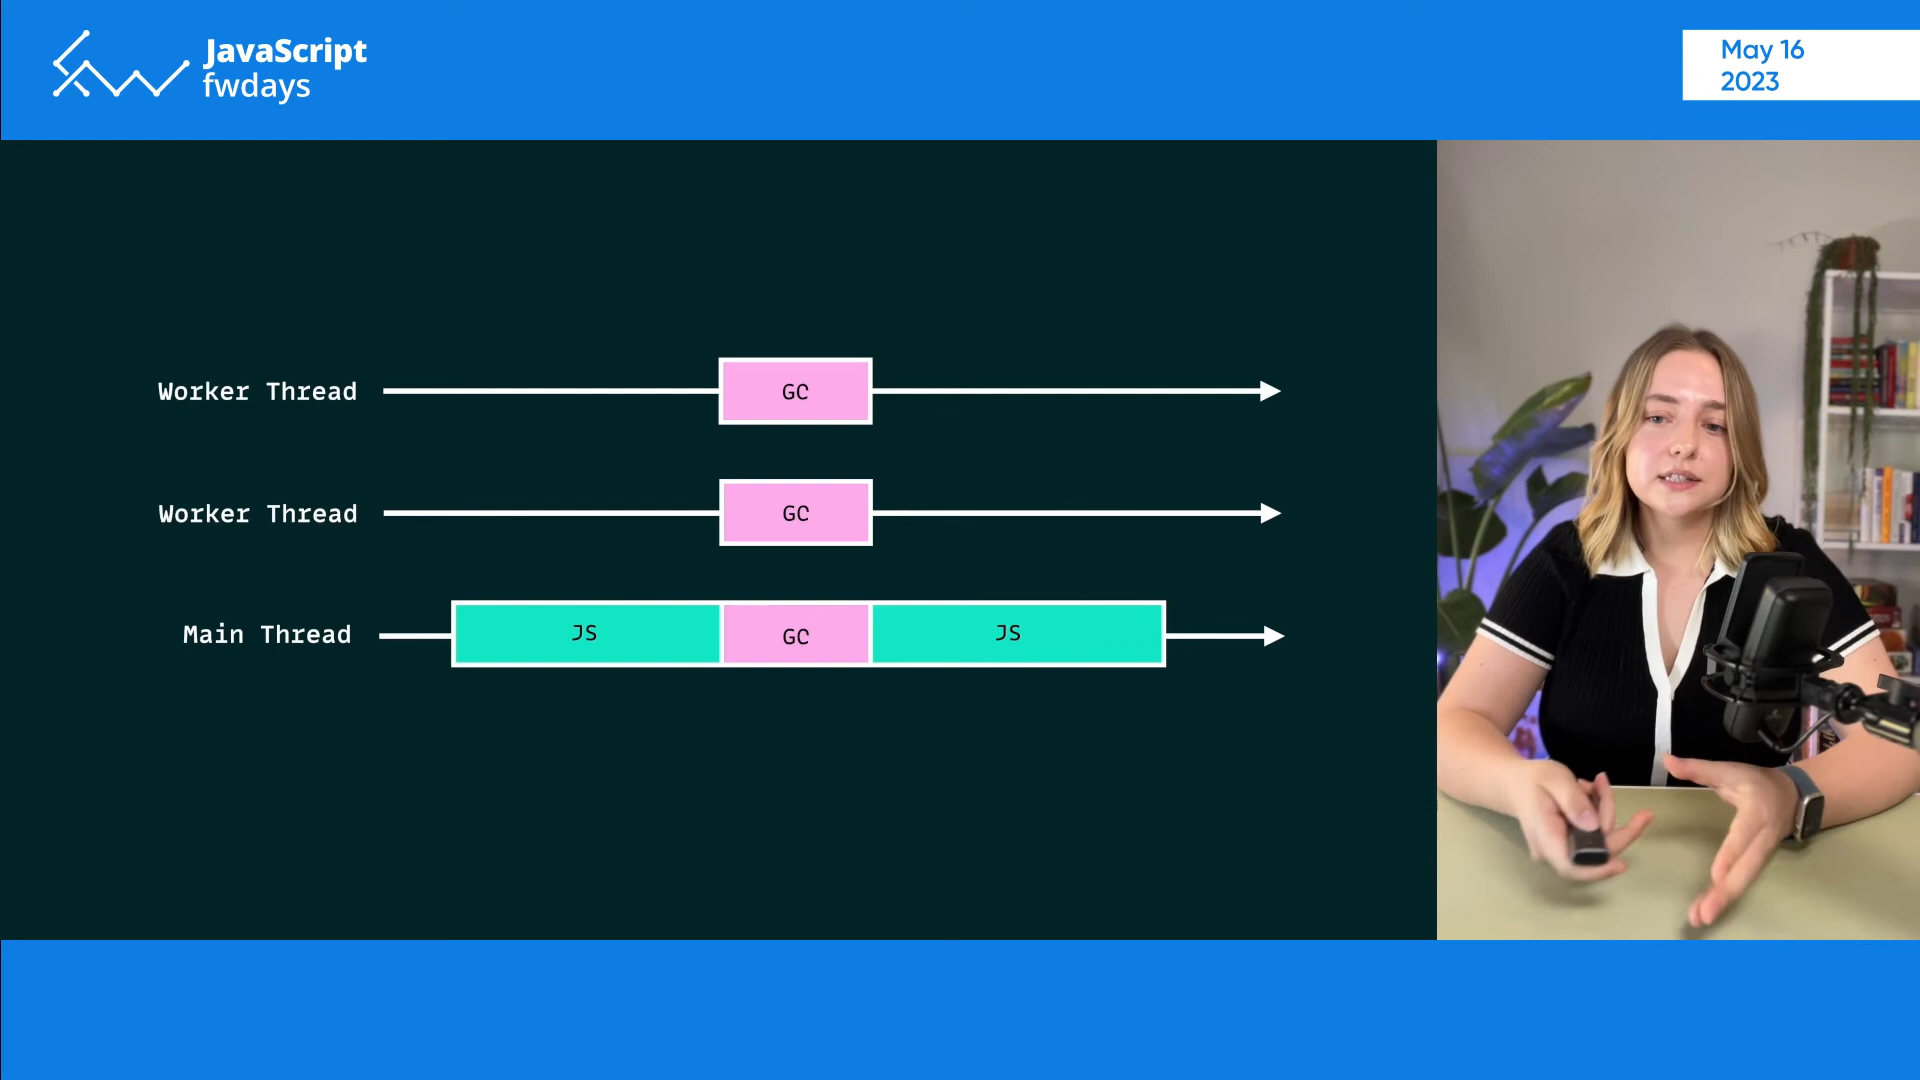 JavaScript
fwdays
May 16
2023
Worker Thread
GC
Worker Thread
GC
Main Thread
JS
GC
JS